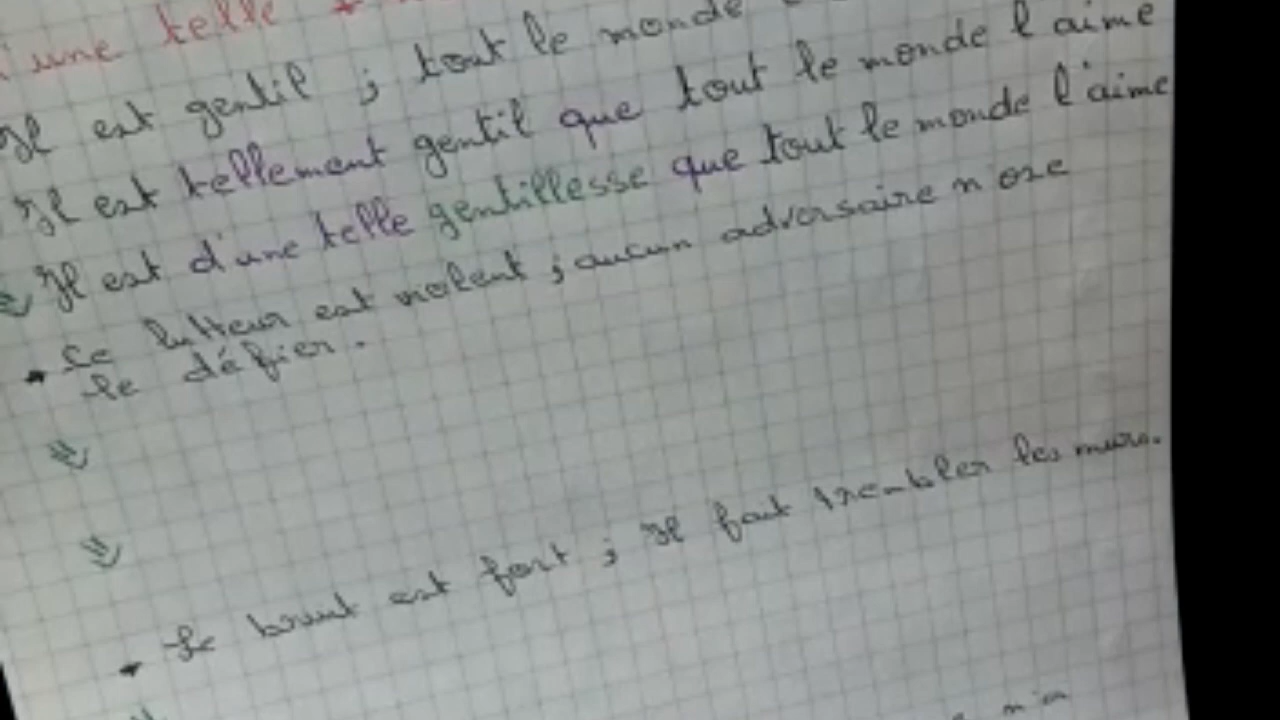 une telle
Il est gentil ; tout le monde
Il est tellement gentil que tout le monde l'aime
Il est d'une telle gentillesse que tout le monde l'aime
• Ce lutteur est violent ; aucun adversaire n'ose
le défier.
• Le bruit est fort ; Il fait trembler les murs.